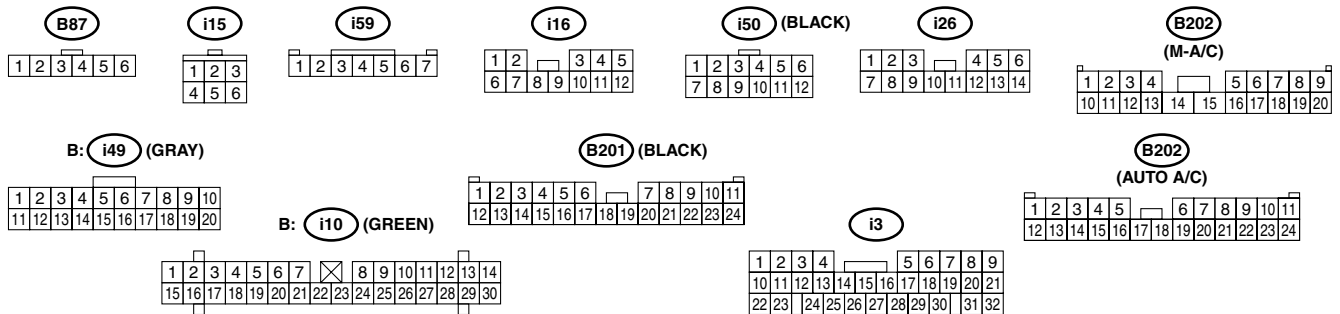 B87
i15
i59
i16
i50 (BLACK)
i26
B202
(M-A/C)
1 2 3 4 5 6
1 2 3
4 5 6
1 2 3 4 5 6 7
1 2 3 4 5
6 7 8 9 10 11 12
1 2 3 4 5 6
7 8 9 10 11 12
1 2 3 4 5 6
7 8 9 10 11 12 13 14
1 2 3 4 5 6 7 8 9
10 11 12 13 14 15 16 17 18 19 20
B: i49 (GRAY)
B201 (BLACK)
B202
(AUTO A/C)
1 2 3 4 5 6 7 8 9 10
11 12 13 14 15 16 17 18 19 20
1 2 3 4 5 6 7 8 9 10 11
12 13 14 15 16 17 18 19 20 21 22 23 24
1 2 3 4 5 6 7 8 9 10 11
12 13 14 15 16 17 18 19 20 21 22 23 24
B: i10 (GREEN)
i3
1 2 3 4 5 6 7 8 9 10 11 12 13 14
15 16 17 18 19 20 21 22 23 24 25 26 27 28 29 30
1 2 3 4 5 6 7 8 9
10 11 12 13 14 15 16 17 18 19 20 21
22 23 24 25 26 27 28 29 30 31 32